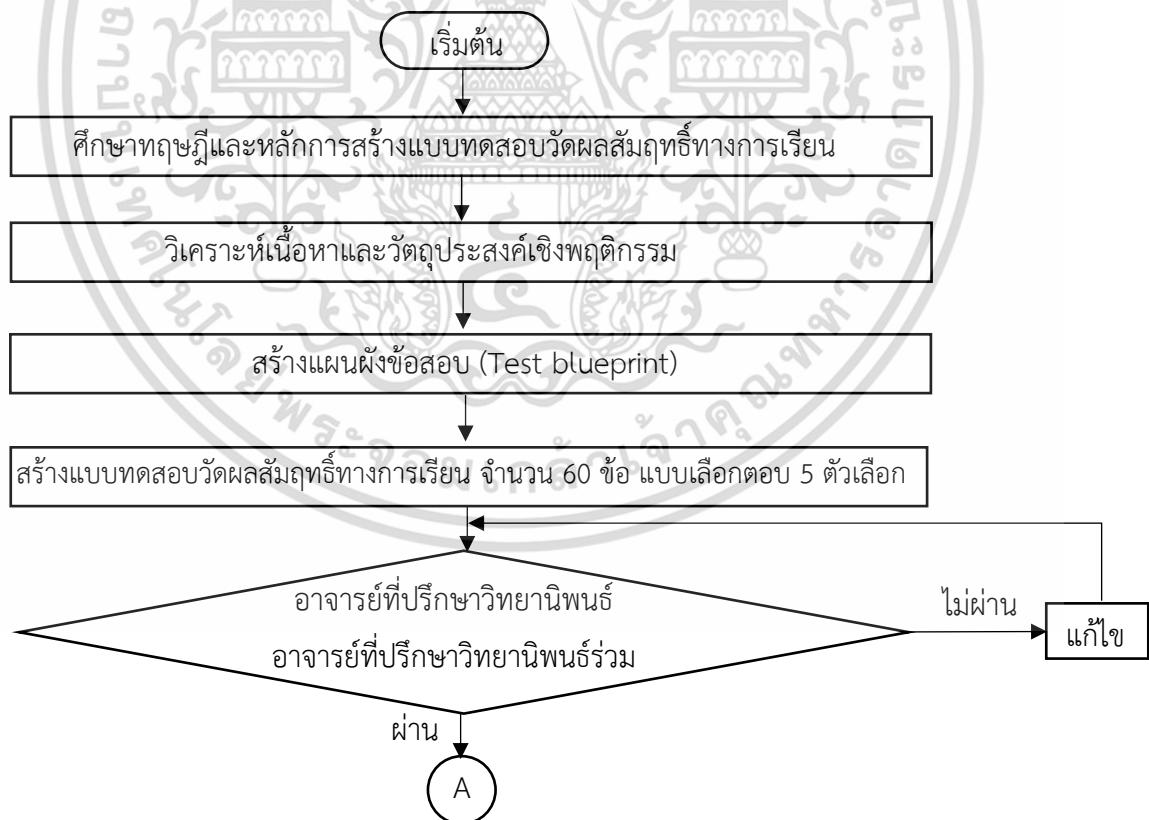 เริ่มต้น
ศึกษาทฤษฎีและหลักการสร้างแบบทดสอบวัดผลสัมฤทธิ์ทางการเรียน
วิเคราะห์เนื้อหาและวัตถุประสงค์เชิงพฤติกรรม
สร้างแผนผังข้อสอบ (Test blueprint)
สร้างแบบทดสอบวัดผลสัมฤทธิ์ทางการเรียน จำนวน 60 ข้อ แบบเลือกตอบ 5 ตัวเลือก
อาจารย์ที่ปรึกษาวิทยานิพนธ์
อาจารย์ที่ปรึกษาวิทยานิพนธ์ร่วม
ไม่ผ่าน
แก้ไข
ผ่าน
A